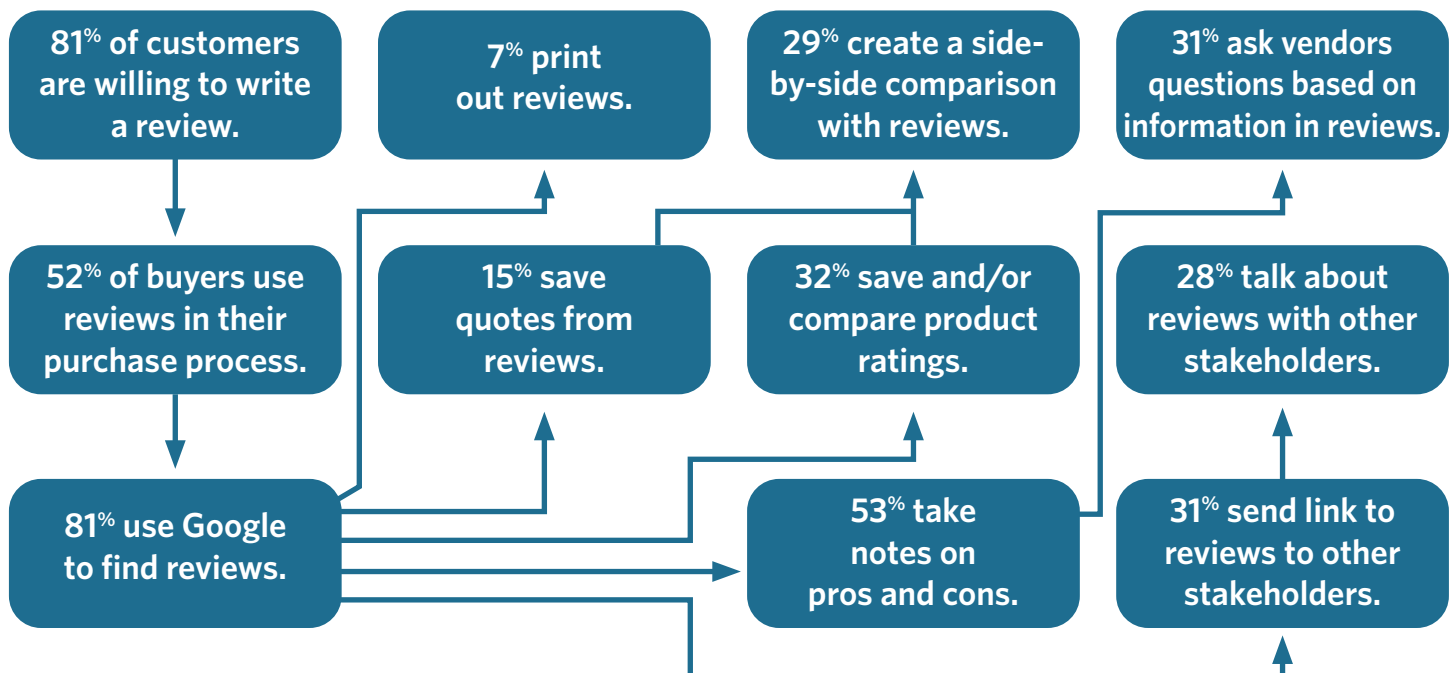 81% of customers
are willing to write
a review.
7% print
out reviews.
29% create a side-
by-side comparison
with reviews.
31% ask vendors
questions based on
information in reviews.
52% of buyers use
reviews in their
purchase process.
15% save
quotes from
reviews.
32% save and/or
compare product
ratings.
28% talk about
reviews with other
stakeholders.
81% use Google
to find reviews.
53% take
notes on
pros and cons.
31% send link to
reviews to other
stakeholders.